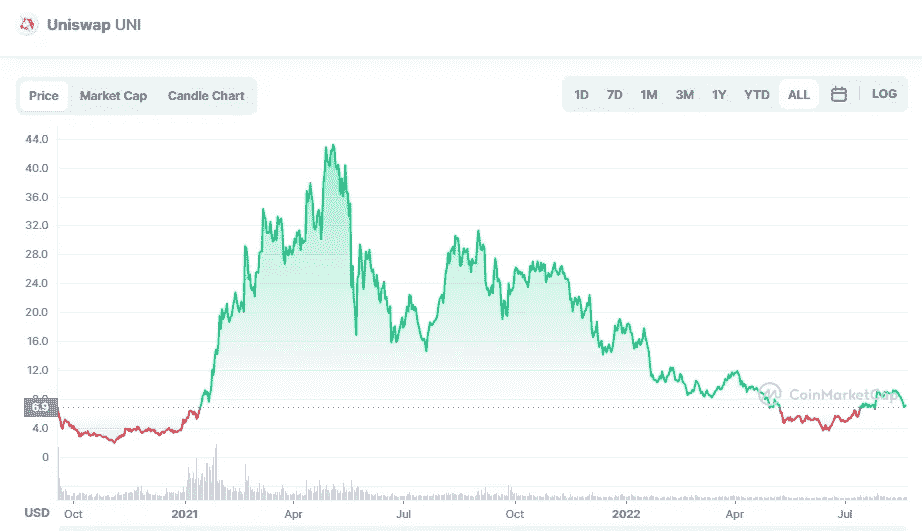 Uniswap UNI
Price Market Cap Candle Chart
1D 7D 1M 3M 1Y YTD ALL LOG
44.0
40.0
36.0
32.0
28.0
24.0
20.0
16.0
12.0
8.0
6.9
4.0
0
CoinMarketCap
USD Oct 2021 Apr Jul Oct 2022 Apr Jul